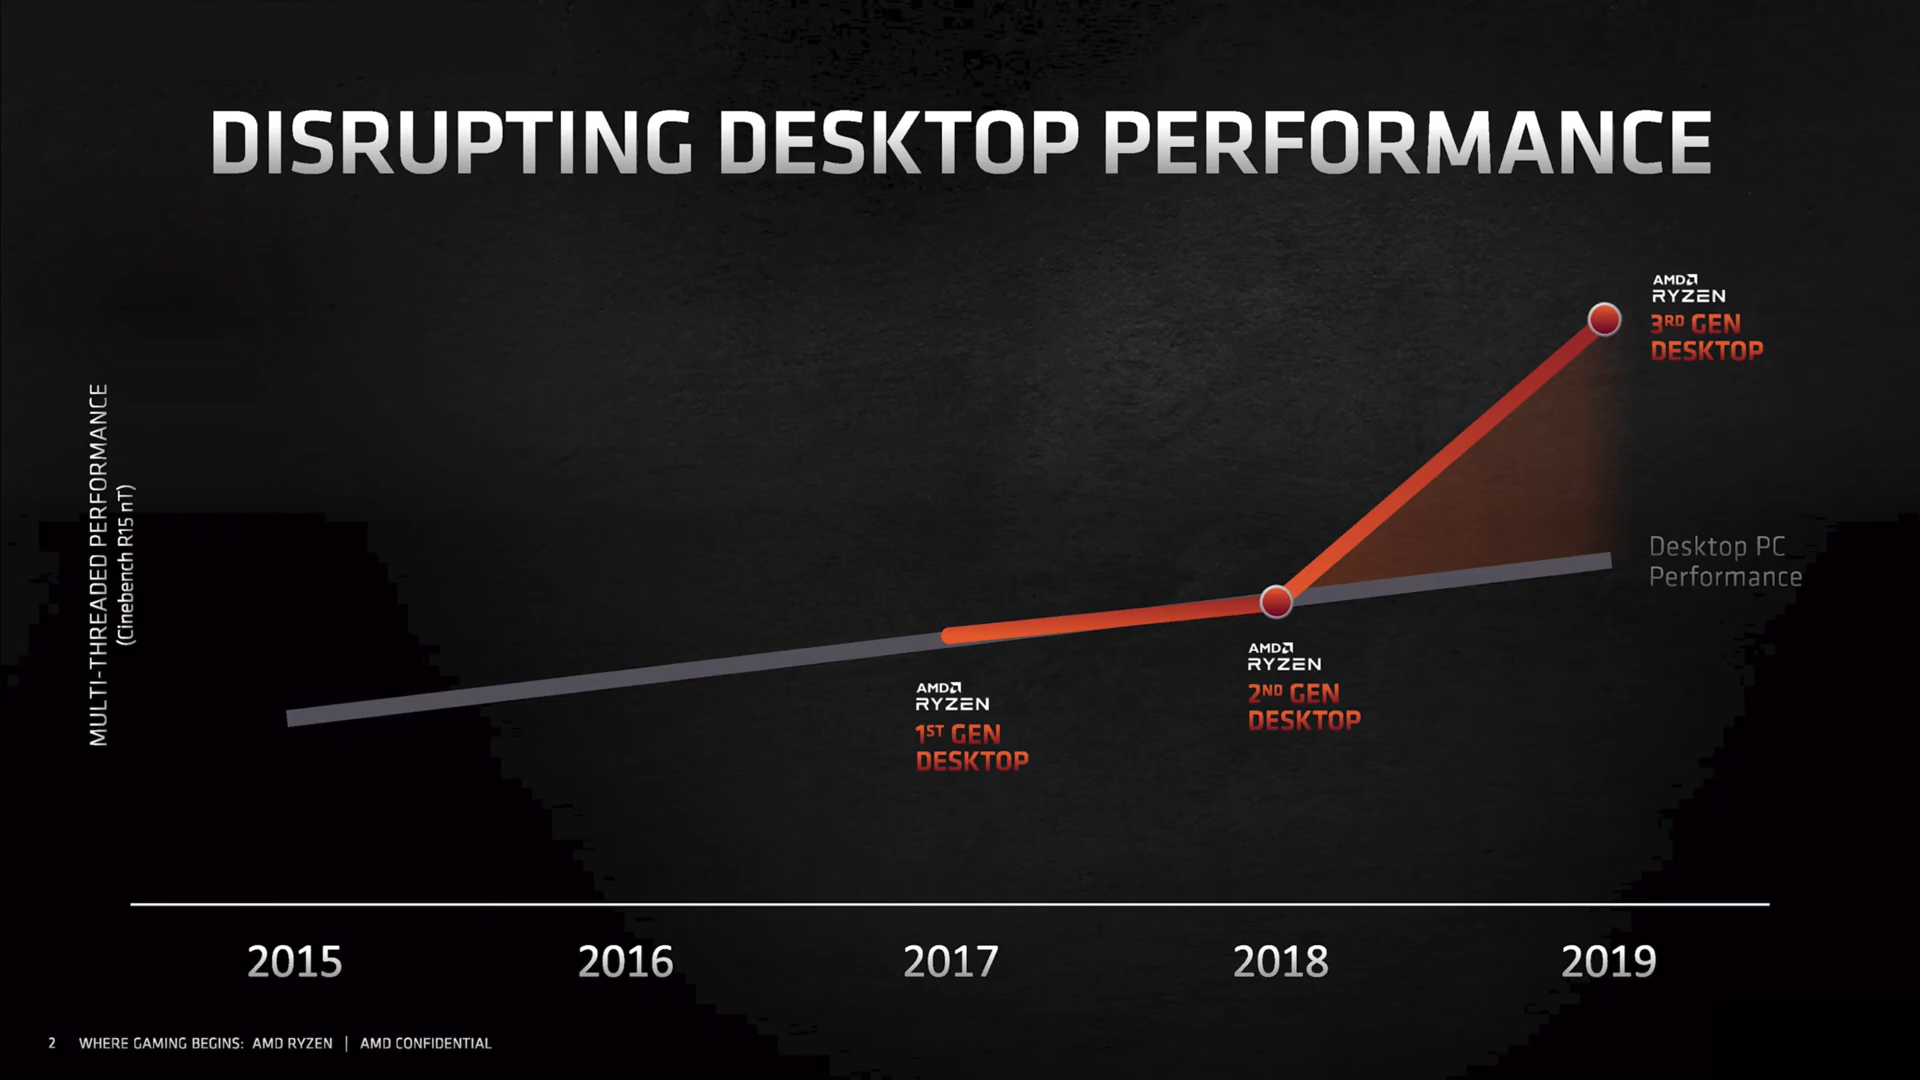 DISRUPTING DESKTOP PERFORMANCE
AMD
RYZEN
3RD GEN
DESKTOP
MULTI-THREADED PERFORMANCE
(Cinebench R15 nT)
Desktop PC
Performance
AMD
RYZEN
2ND GEN
DESKTOP
AMD
RYZEN
1ST GEN
DESKTOP
2015 2016 2017 2018 2019
2 WHERE GAMING BEGINS: AMD RYZEN | AMD CONFIDENTIAL